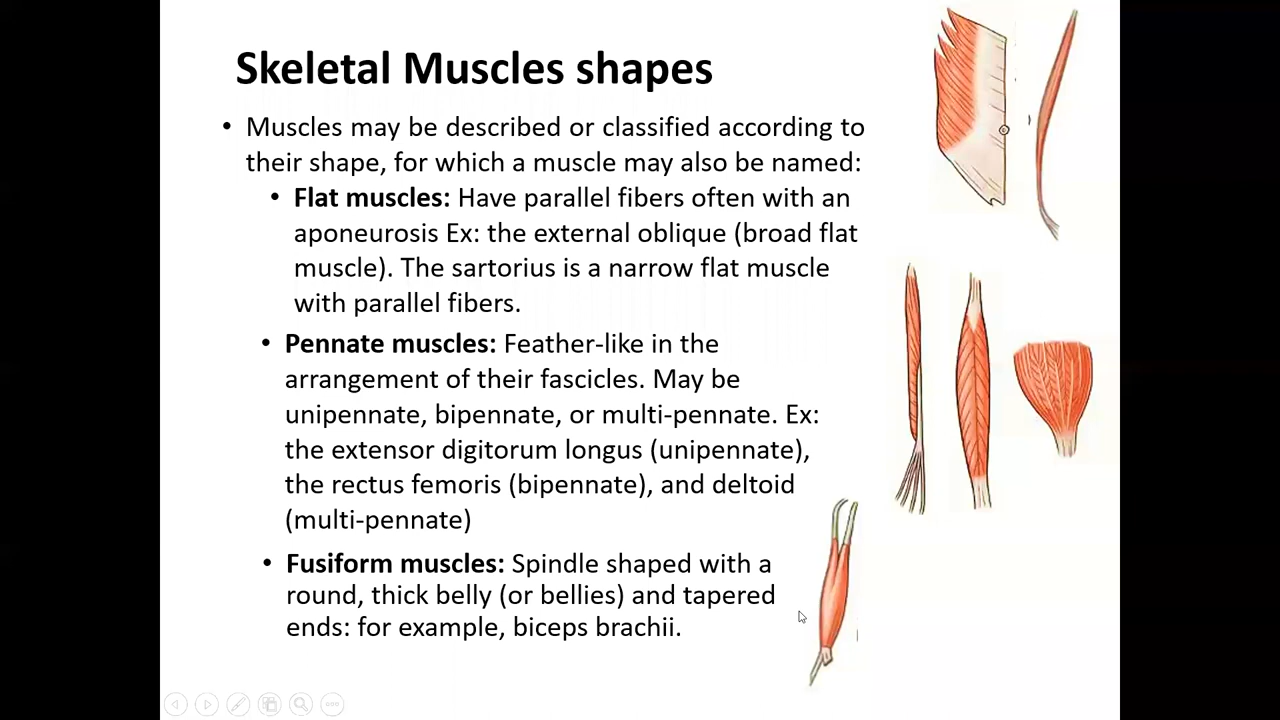 Skeletal Muscles shapes
• Muscles may be described or classified according to
their shape, for which a muscle may also be named:
• Flat muscles: Have parallel fibers often with an
aponeurosis Ex: the external oblique (broad flat
muscle). The sartorius is a narrow flat muscle
with parallel fibers.
• Pennate muscles: Feather-like in the
arrangement of their fascicles. May be
unipennate, bipennate, or multi-pennate. Ex:
the extensor digitorum longus (unipennate),
the rectus femoris (bipennate), and deltoid
(multi-pennate)
• Fusiform muscles: Spindle shaped with a
round, thick belly (or bellies) and tapered
ends: for example, biceps brachii.